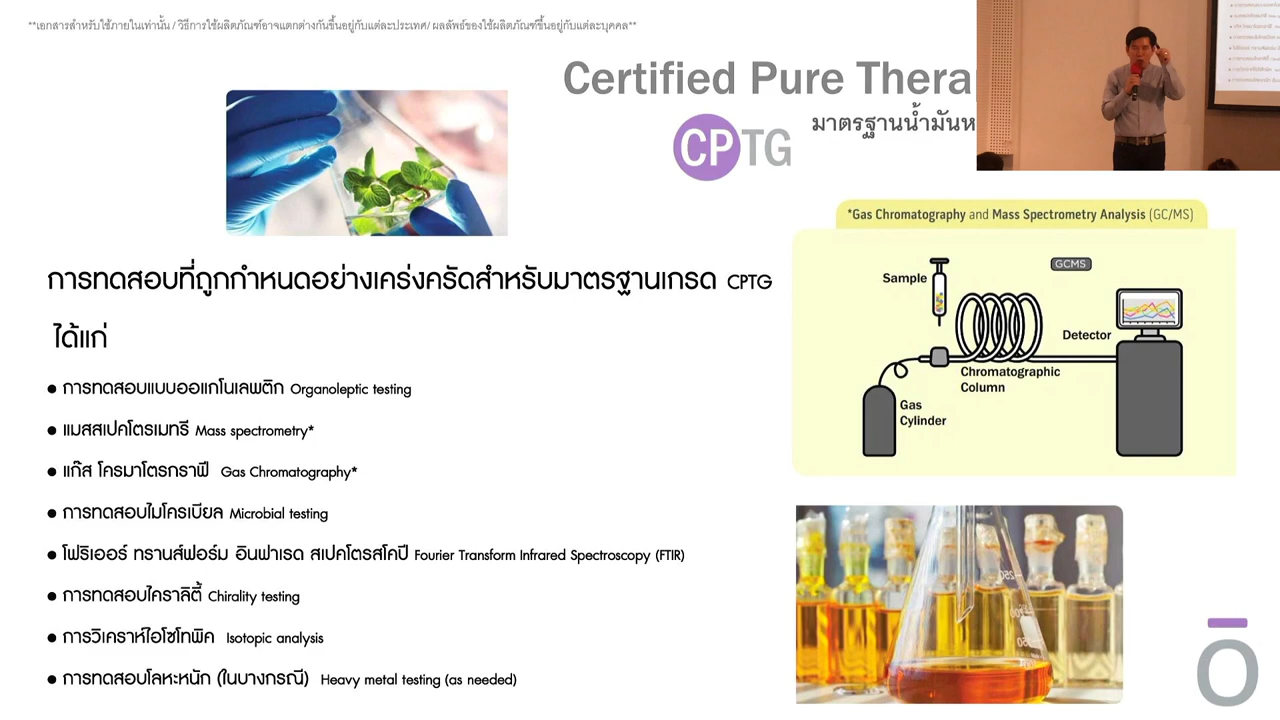 **เอกสารสำหรับใช้ภายในเท่านั้น / วิธีการใช้ผลิตภัณฑ์อาจแตกต่างกันขึ้นอยู่กับแต่ละประเทศ/ ผลลัพธ์ของใช้ผลิตภัณฑ์ขึ้นอยู่กับแต่ละบุคคล**
Certified Pure Thera
มาตรฐานน้ำมันห
CPTG
*Gas Chromatography and Mass Spectrometry Analysis (GC/MS)
GCMS
Sample
Detector
Chromatographic
Column
Gas
Cylinder
การทดสอบที่ถูกกำหนดอย่างเคร่งครัดสำหรับมาตรฐานเกรด CPTG
ได้แก่
● การทดสอบแบบออแกโนเลพติก Organoleptic testing
● แมสสเปคโตรเมทรี Mass spectrometry*
● แก๊ส โครมาโตรกราฟี Gas Chromatography*
● การทดสอบไมโครเบียล Microbial testing
● โฟริเออร์ ทรานส์ฟอร์ม อินฟาเรด สเปคโตรสโคปี Fourier Transform Infrared Spectroscopy (FTIR)
● การทดสอบไคราลิตี้ Chirality testing
● การวิเคราะห์ไอโซโทพิค Isotopic analysis
● การทดสอบโลหะหนัก (ในบางกรณี) Heavy metal testing (as needed)